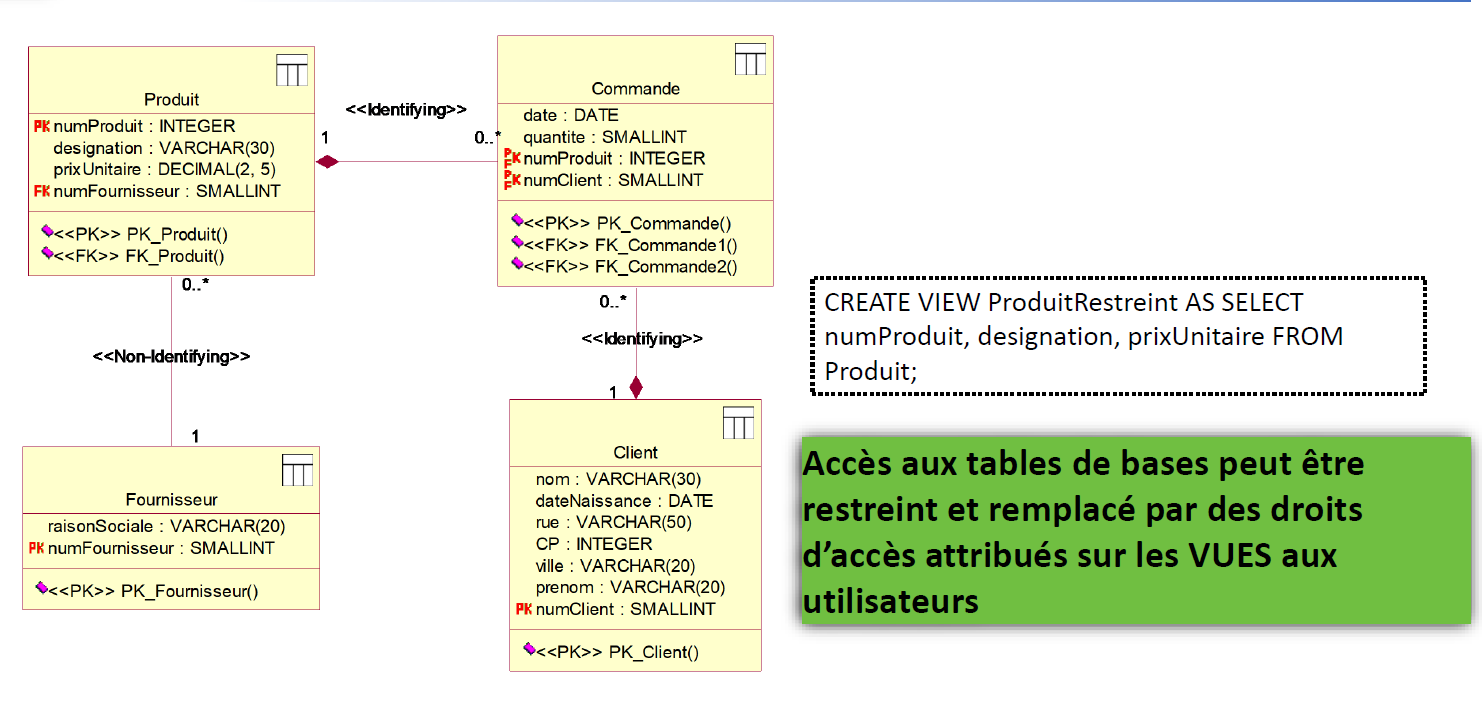 Produit
PK numProduit : INTEGER
designation : VARCHAR(30)
prixUnitaire : DECIMAL(2, 5)
FK numFournisseur : SMALLINT
<<PK>> PK_Produit()
<<FK>> FK_Produit()
<<Identifying>>
1
0..*
Commande
date : DATE
quantite : SMALLINT
PFK numProduit : INTEGER
PFK numClient : SMALLINT
<<PK>> PK_Commande()
<<FK>> FK_Commande1()
<<FK>> FK_Commande2()
0..*
<<Non-Identifying>>
1
0..*
<<Identifying>>
1
Fournisseur
raisonSociale : VARCHAR(20)
PK numFournisseur : SMALLINT
<<PK>> PK_Fournisseur()
Client
nom : VARCHAR(30)
dateNaissance : DATE
rue : VARCHAR(50)
CP : INTEGER
ville : VARCHAR(20)
prenom : VARCHAR(20)
PK numClient : SMALLINT
<<PK>> PK_Client()
CREATE VIEW ProduitRestreint AS SELECT
numProduit, designation, prixUnitaire FROM
Produit;
Accès aux tables de bases peut être
restreint et remplacé par des droits
d’accès attribués sur les VUES aux
utilisateurs